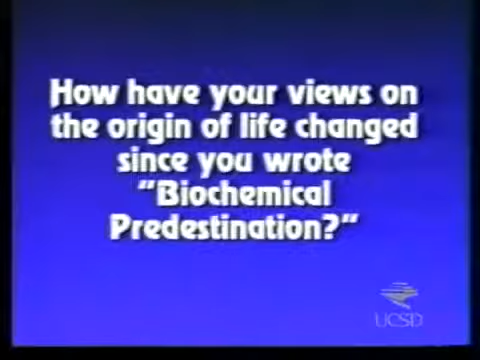 How have your views on
the origin of life changed
since you wrote
"Biochemical
Predestination?"
UCSD